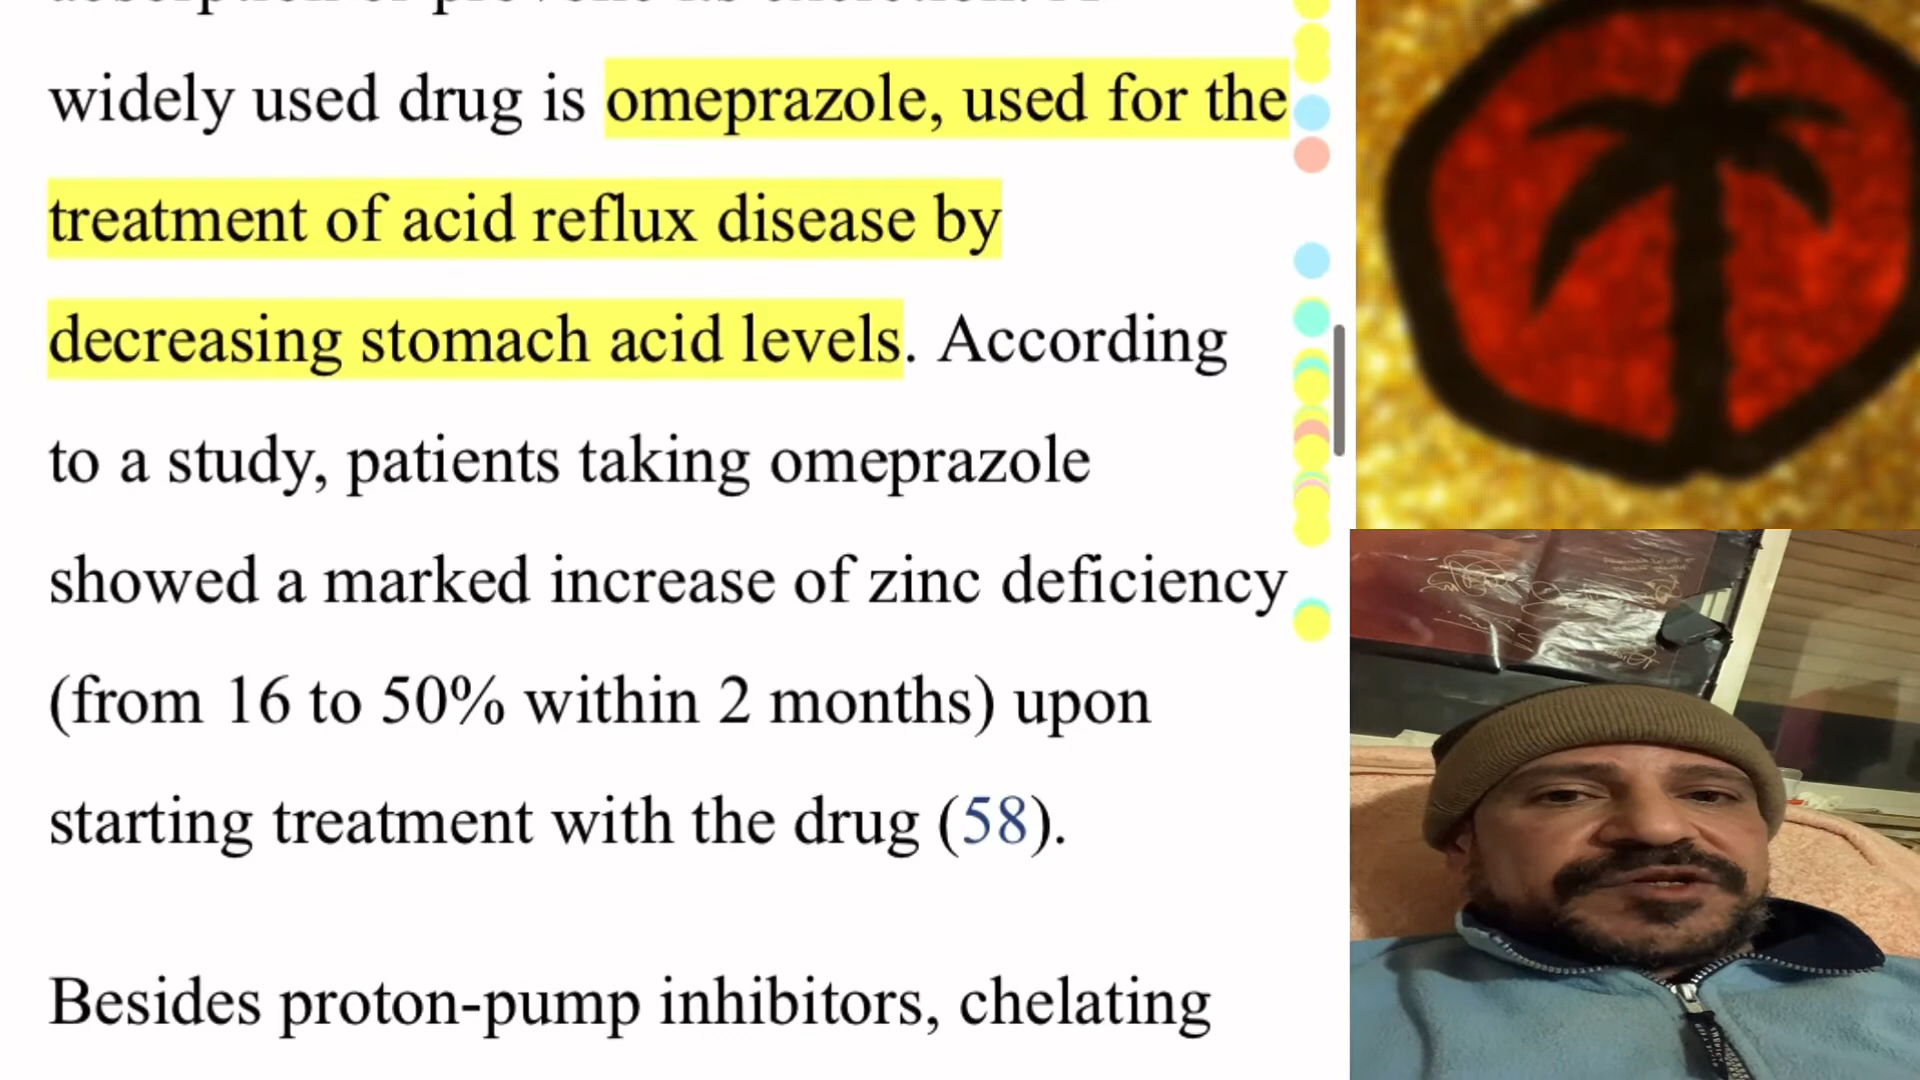 widely used drug is omeprazole, used for the
treatment of acid reflux disease by
decreasing stomach acid levels. According
to a study, patients taking omeprazole
showed a marked increase of zinc deficiency
(from 16 to 50% within 2 months) upon
starting treatment with the drug (58).
Besides proton-pump inhibitors, chelating